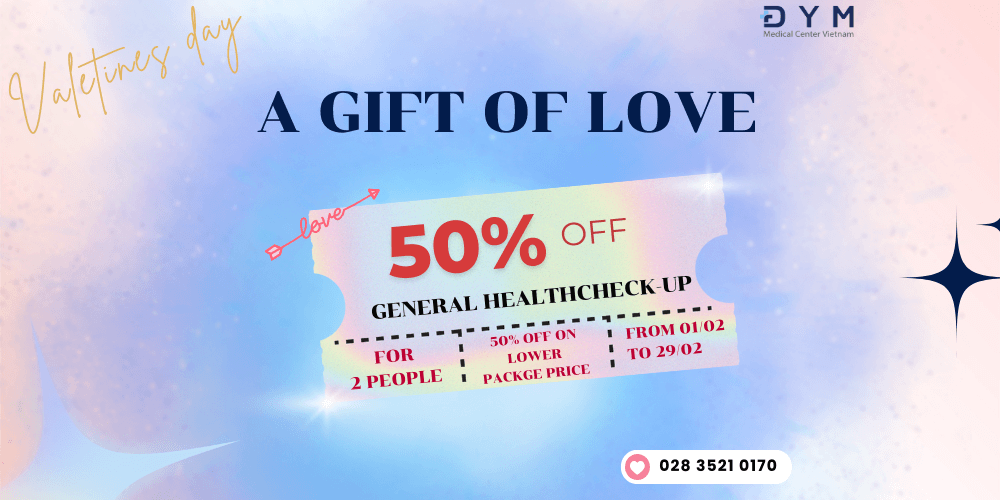 Valetines day
DYM
Medical Center Vietnam
A GIFT OF LOVE
love
50% OFF
GENERAL HEALTHCHECK-UP
FOR
2 PEOPLE
50% OFF ON
LOWER
PACKGE PRICE
FROM 01/02
TO 29/02
028 3521 0170